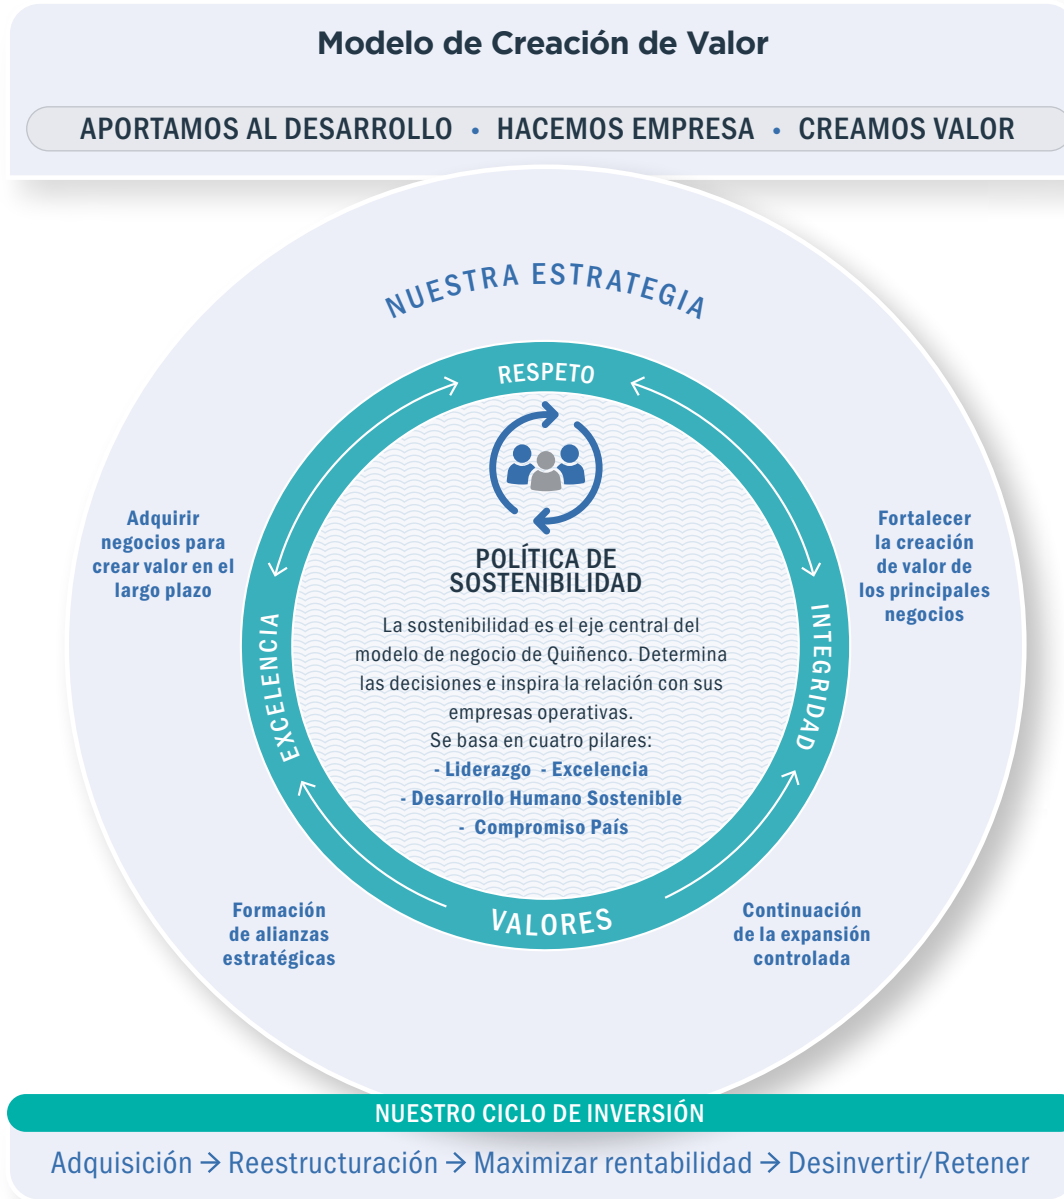 Modelo de Creación de Valor
APORTAMOS AL DESARROLLO • HACEMOS EMPRESA • CREAMOS VALOR
NUESTRA ESTRATEGIA
RESPETO
Adquirir
negocios para
crear valor en el
largo plazo
Fortalecer
la creación
de valor de
los principales
negocios
EXCELENCIA
INTEGRIDAD
POLÍTICA DE
SOSTENIBILIDAD
La sostenibilidad es el eje central del
modelo de negocio de Quiñenco. Determina
las decisiones e inspira la relación con sus
empresas operativas.
Se basa en cuatro pilares:
- Liderazgo - Excelencia
- Desarrollo Humano Sostenible
- Compromiso País
VALORES
Formación
de alianzas
estratégicas
Continuación
de la expansión
controlada
NUESTRO CICLO DE INVERSIÓN
Adquisición → Reestructuración → Maximizar rentabilidad → Desinvertir/Retener